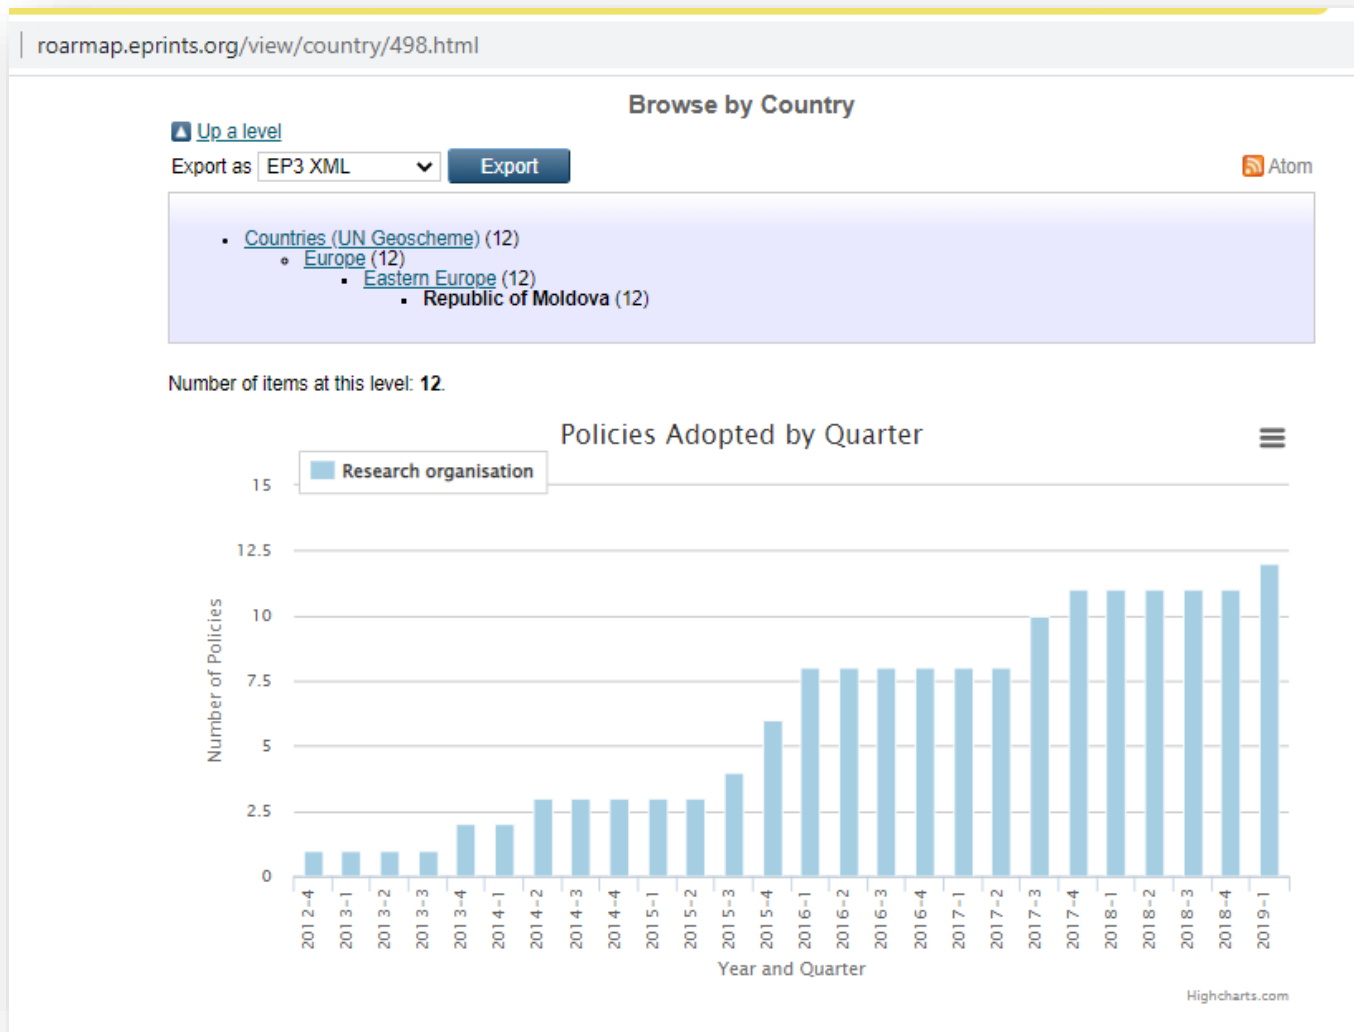 roarmap.eprints.org/view/country/498.html
Browse by Country
Up a level
Export as EP3 XML Export
Atom
Countries (UN Geoscheme) (12)
Europe (12)
Eastern Europe (12)
Republic of Moldova (12)
Number of items at this level: 12.
Policies Adopted by Quarter
Research organisation
15
12.5
10
7.5
5
2.5
0
Number of Policies
2012-4
2013-1
2013-2
2013-3
2013-4
2014-1
2014-2
2014-3
2014-4
2015-1
2015-2
2015-3
2015-4
2016-1
2016-2
2016-3
2016-4
2017-1
2017-2
2017-3
2017-4
2018-1
2018-2
2018-3
2018-4
2019-1
Year and Quarter
Highcharts.com